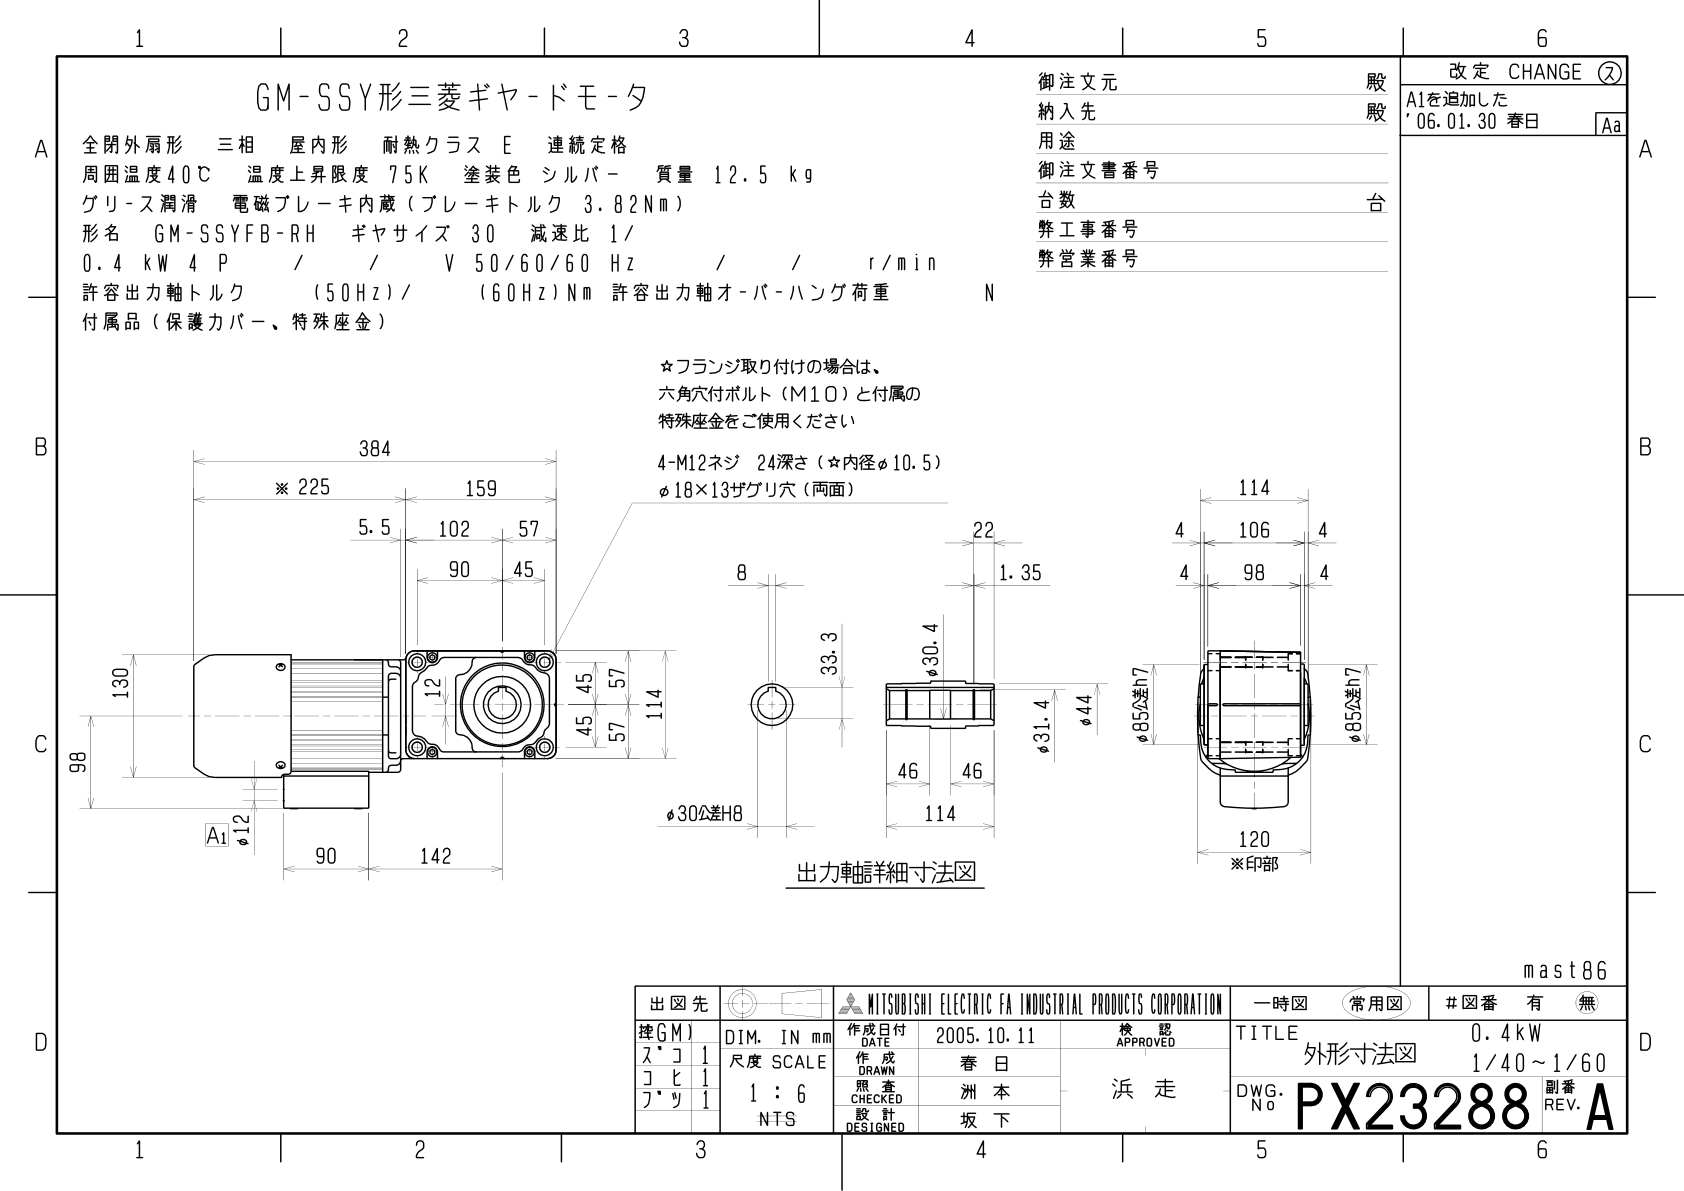 1 2 3 4 5 6
改定 CHANGE ス
A1を追加した
'06.01.30 春日 Aa
GM-SSY形三菱ギヤードモータ
全閉外扇形 三相 屋内形 耐熱クラス E 連続定格
周囲温度40℃ 温度上昇限度 75K 塗装色 シルバー 質量 12.5 kg
グリース潤滑 電磁ブレーキ内蔵(ブレーキトルク 3.82Nm)
形名 GM-SSYFB-RH ギヤサイズ 30 減速比 1/
0.4 kW 4 P / / V 50/60/60 Hz / / r/min
許容出力軸トルク (50Hz)/ (60Hz)Nm 許容出力軸オーバーハング荷重 N
付属品(保護カバー、特殊座金)
御注文元 殿
納入先 殿
用途
御注文書番号
台数 台
弊工事番号
弊営業番号
A A
B B
C C
D D
☆フランジ取り付けの場合は、
六角穴付ボルト(M10)と付属の
特殊座金をご使用ください
4-M12ネジ 24深さ(☆内径φ10.5)
φ18×13ザグリ穴(両面)
384
※ 225 159
5.5 102 57
90 45
130
98
12
45 57
114
45 57
A1 φ12
90 142
8
φ30公差H8
33.3
22
1.35
φ30.4
φ31.4
φ44
46 46
114
出力軸詳細寸法図
114
4 106 4
4 98 4
φ85公差h7 φ85公差h7
120
※印部
mast86
出図先
GM)
スﾞコ 1
コヒ 1
プツ 1
DIM. IN mm
尺度 SCALE
1 : 6
NTS
MITSUBISHI ELECTRIC FA INDUSTRIAL PRODUCTS CORPORATION
作成日付 DATE 2005.10.11
作成 DRAWN 春日
照査 CHECKED 洲本
設計 DESIGNED 坂下
検認 APPROVED
浜走
一時図 常用図 #図番 有 無
TITLE 外形寸法図
0.4kW
1/40~1/60
DWG. No PX23288
副番 REV. A
1 2 3 4 5 6